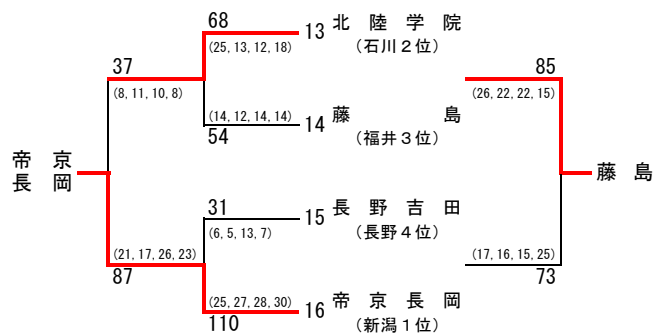 68
13 北陸学院
(25, 13, 12, 18)
(石川２位)
37
(8, 11, 10, 8)
(14, 12, 14, 14)
14 藤島
54
(福井３位)
帝京
長岡
31
15 長野吉田
(6, 5, 13, 7)
(長野４位)
(21, 17, 26, 23)
87
(25, 27, 28, 30)
16 帝京長岡
110
(新潟１位)
85
(26, 22, 22, 15)
藤島
(17, 16, 15, 25)
73